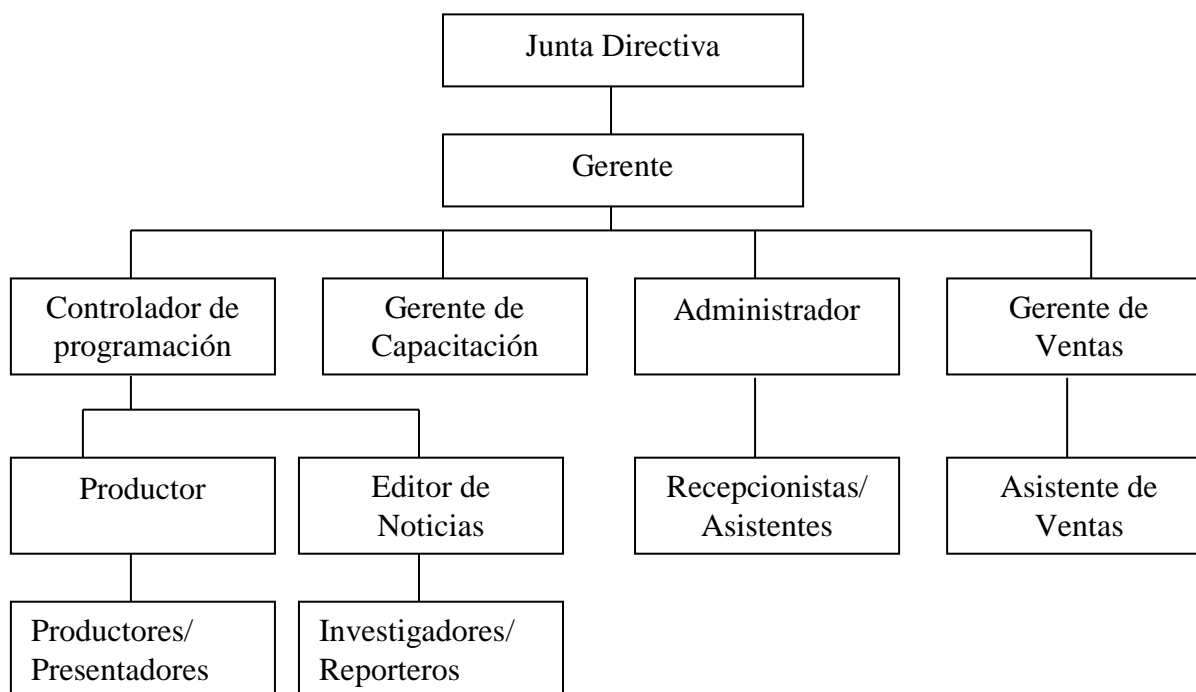 Junta Directiva
Gerente
Controlador de
programación
Gerente de
Capacitación
Administrador
Gerente de
Ventas
Productor
Editor de
Noticias
Recepcionistas/
Asistentes
Asistente de
Ventas
Productores/
Presentadores
Investigadores/
Reporteros